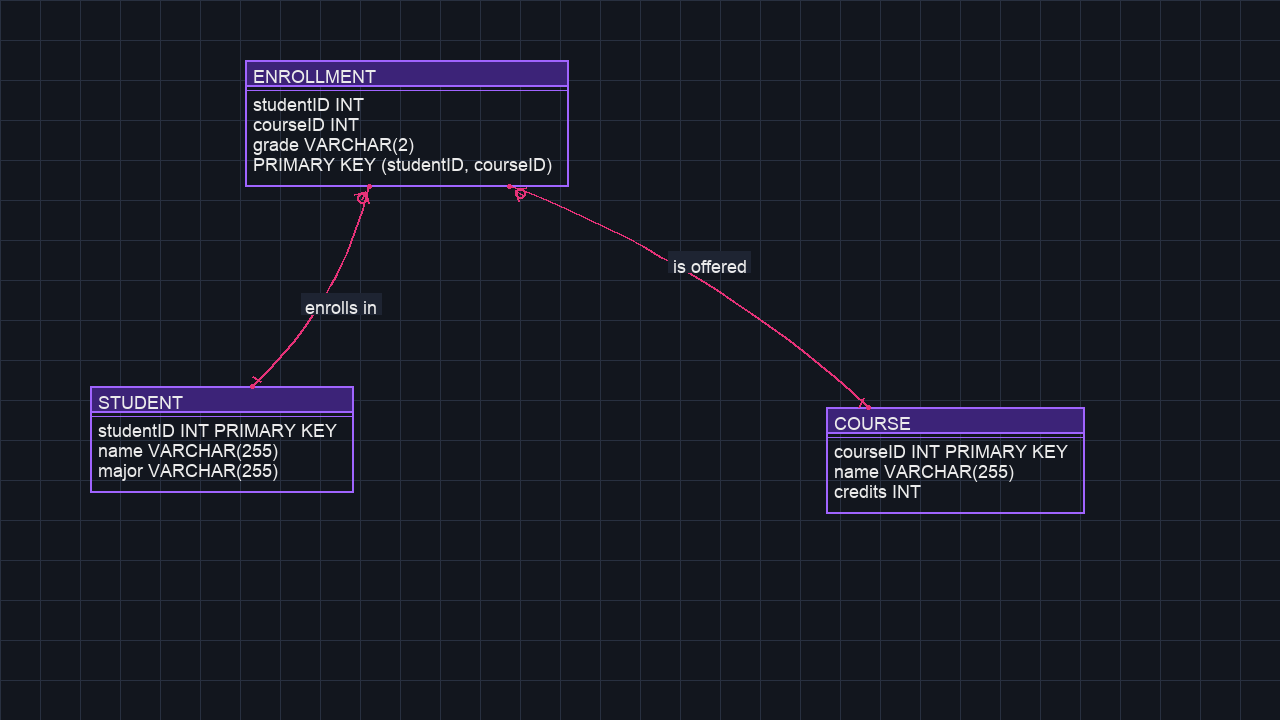 ENROLLMENT
studentID INT
courseID INT
grade VARCHAR(2)
PRIMARY KEY (studentID, courseID)
is offered
enrolls in
STUDENT
studentID INT PRIMARY KEY
name VARCHAR(255)
major VARCHAR(255)
COURSE
courseID INT PRIMARY KEY
name VARCHAR(255)
credits INT